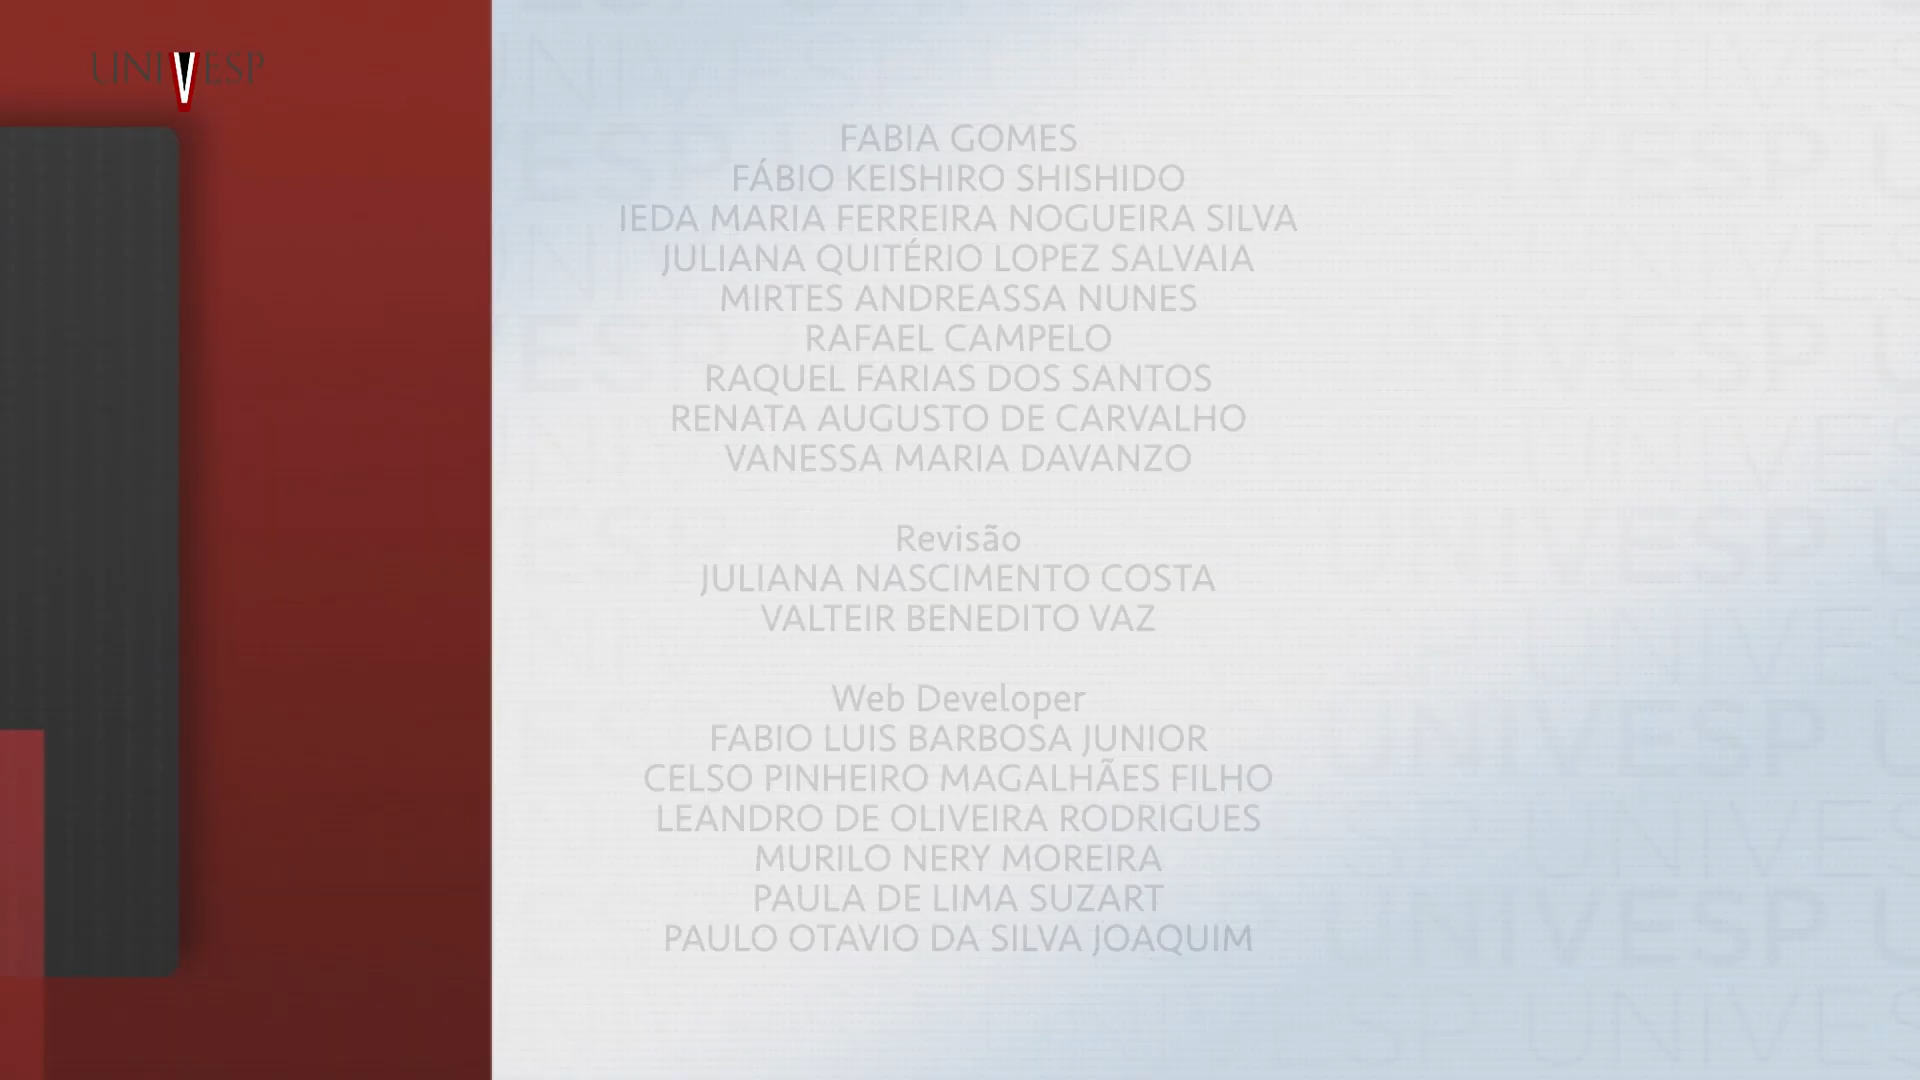 UNIVESP
FABIA GOMES
FÁBIO KEISHIRO SHISHIDO
IEDA MARIA FERREIRA NOGUEIRA SILVA
JULIANA QUITÉRIO LOPEZ SALVAIA
MIRTES ANDREASSA NUNES
RAFAEL CAMPELO
RAQUEL FARIAS DOS SANTOS
RENATA AUGUSTO DE CARVALHO
VANESSA MARIA DAVANZO
Revisão
JULIANA NASCIMENTO COSTA
VALTEIR BENEDITO VAZ
Web Developer
FABIO LUIS BARBOSA JUNIOR
CELSO PINHEIRO MAGALHÃES FILHO
LEANDRO DE OLIVEIRA RODRIGUES
MURILO NERY MOREIRA
PAULA DE LIMA SUZART
PAULO OTAVIO DA SILVA JOAQUIM